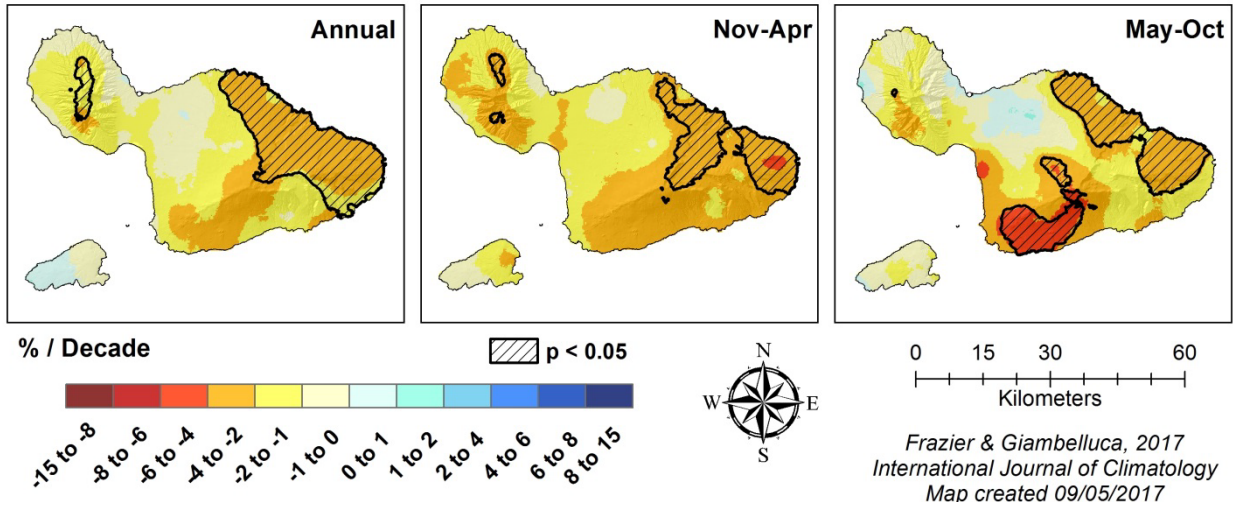 Annual
Nov-Apr
May-Oct
% / Decade
p < 0.05
-15 to -8
-8 to -6
-6 to -4
-4 to -2
-2 to -1
-1 to 0
0 to 1
1 to 2
2 to 4
4 to 6
6 to 8
8 to 15
N
W E
S
0 15 30 60
Kilometers
Frazier & Giambelluca, 2017
International Journal of Climatology
Map created 09/05/2017